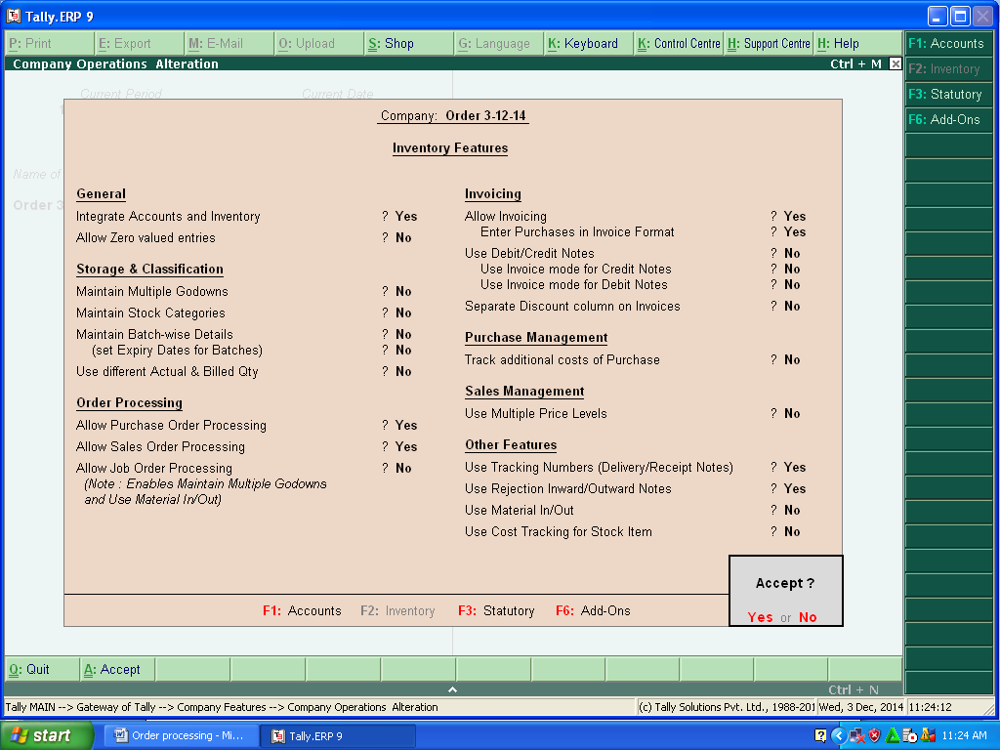 Tally.ERP 9
P: Print E: Export M: E-Mail O: Upload S: Shop G: Language K: Keyboard K: Control Centre H: Support Centre H: Help
F1: Accounts
Company Operations Alteration Ctrl + M
F2: Inventory
F3: Statutory
F6: Add-Ons
Current Period Current Date
Company: Order 3-12-14
Inventory Features
Name of
Order 3
General
Integrate Accounts and Inventory ? Yes
Allow Zero valued entries ? No
Storage & Classification
Maintain Multiple Godowns ? No
Maintain Stock Categories ? No
Maintain Batch-wise Details ? No
(set Expiry Dates for Batches) ? No
Use different Actual & Billed Qty ? No
Order Processing
Allow Purchase Order Processing ? Yes
Allow Sales Order Processing ? Yes
Allow Job Order Processing ? No
(Note : Enables Maintain Multiple Godowns
and Use Material In/Out)
Invoicing
Allow Invoicing ? Yes
Enter Purchases in Invoice Format ? Yes
Use Debit/Credit Notes ? No
Use Invoice mode for Credit Notes ? No
Use Invoice mode for Debit Notes ? No
Separate Discount column on Invoices ? No
Purchase Management
Track additional costs of Purchase ? No
Sales Management
Use Multiple Price Levels ? No
Other Features
Use Tracking Numbers (Delivery/Receipt Notes) ? Yes
Use Rejection Inward/Outward Notes ? Yes
Use Material In/Out ? No
Use Cost Tracking for Stock Item ? No
Accept ?
Yes or No
F1: Accounts F2: Inventory F3: Statutory F6: Add-Ons
Q: Quit A: Accept
Ctrl + N
Tally MAIN --> Gateway of Tally --> Company Features --> Company Operations Alteration (c) Tally Solutions Pvt. Ltd., 1988-201 Wed, 3 Dec, 2014 11:24:12
start Order processing - Mi... Tally.ERP 9 11:24 AM